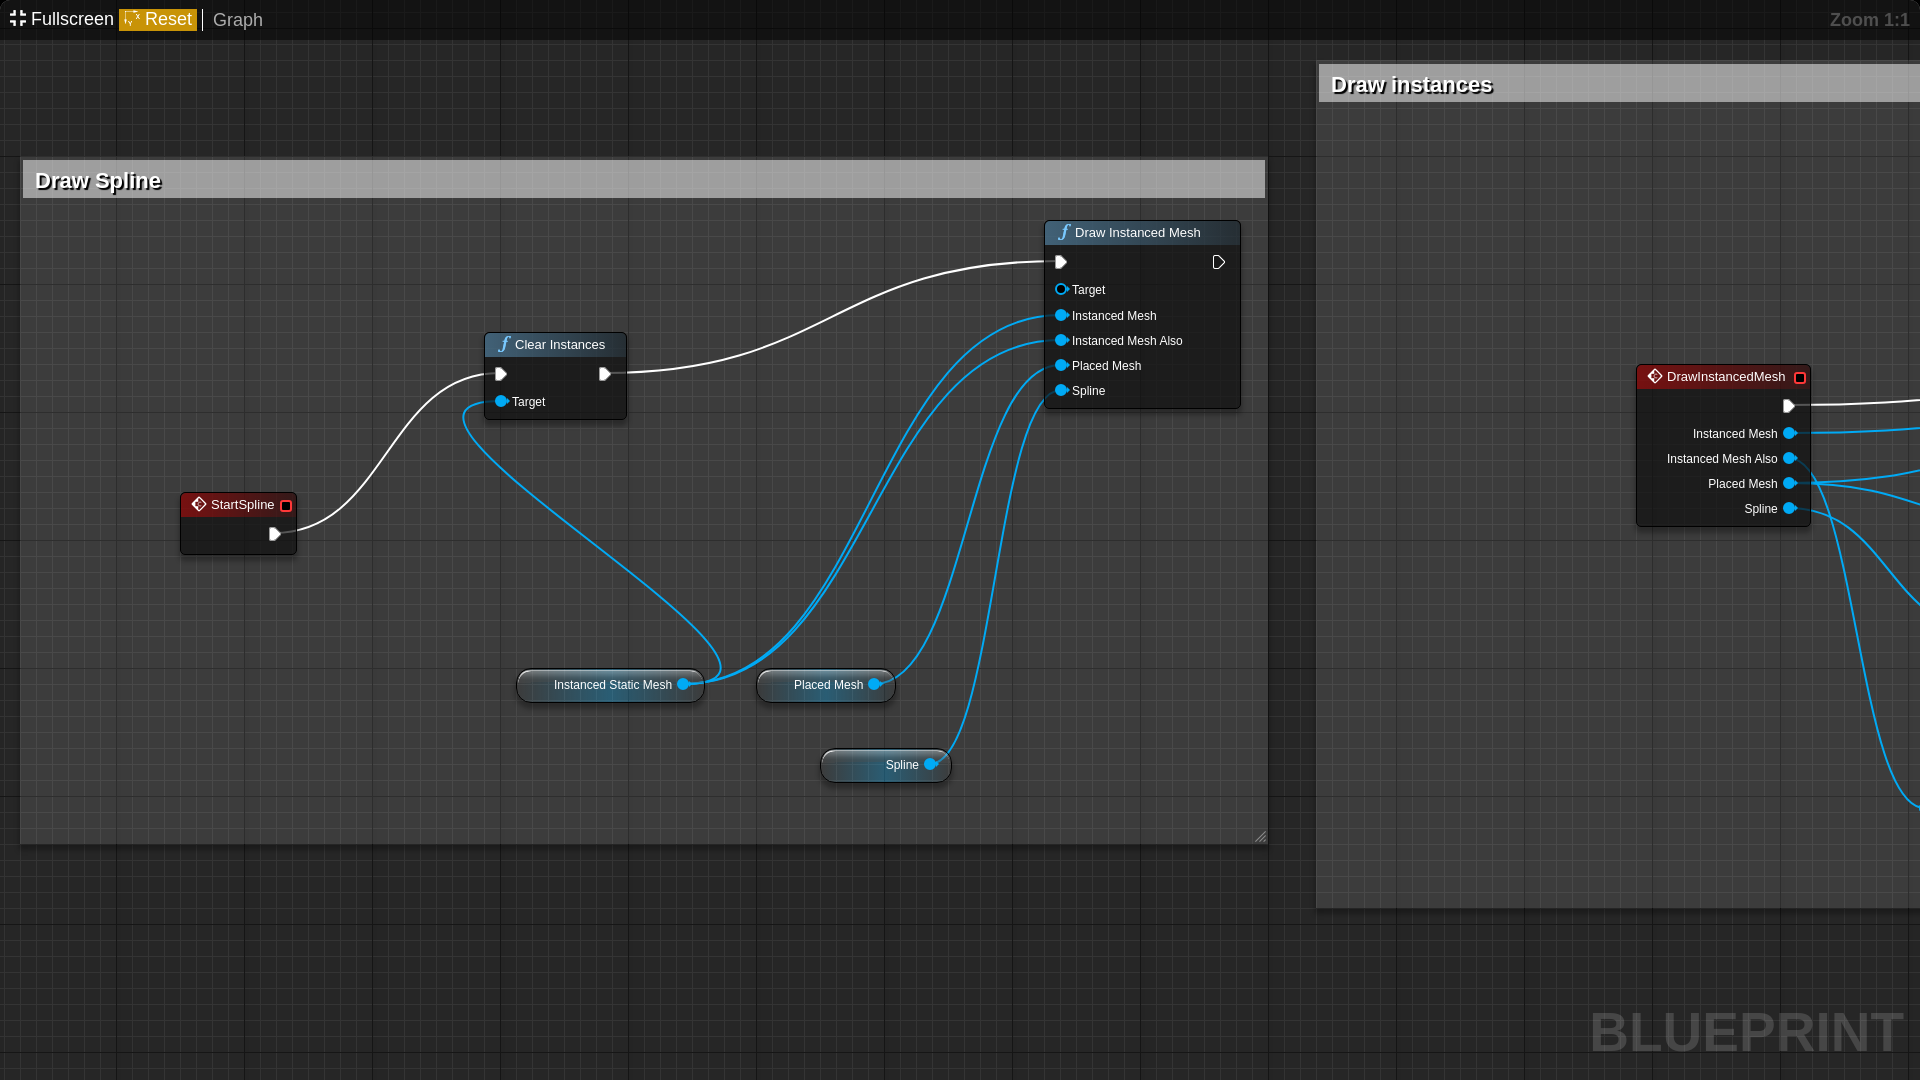 Fullscreen Reset Graph
Zoom 1:1
Draw instances
Draw Spline
Draw Instanced Mesh
Target
Instanced Mesh
Instanced Mesh Also
Placed Mesh
Spline
Clear Instances
Target
StartSpline
Instanced Static Mesh
Placed Mesh
Spline
DrawInstancedMesh
Instanced Mesh
Instanced Mesh Also
Placed Mesh
Spline
BLUEPRINT